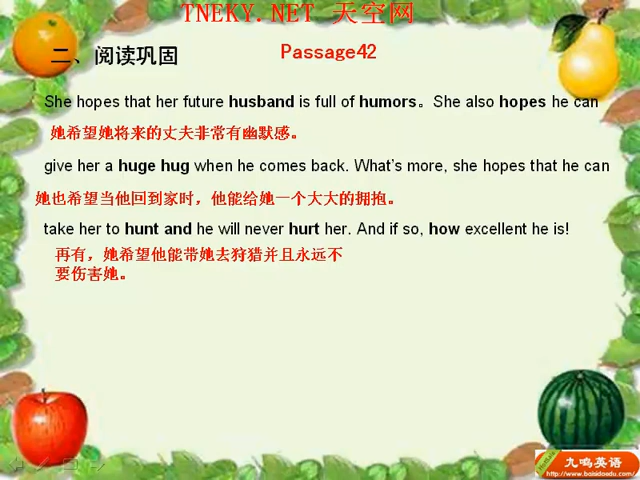 TNEKY.NET 天空网
二、阅读巩固
Passage42
She hopes that her future husband is full of humors。She also hopes he can
她希望她将来的丈夫非常有幽默感。
give her a huge hug when he comes back. What's more, she hopes that he can
她也希望当他回到家时，他能给她一个大大的拥抱。
take her to hunt and he will never hurt her. And if so, how excellent he is!
再有，她希望他能带她去狩猎并且永远不
要伤害她。
九鸣英语